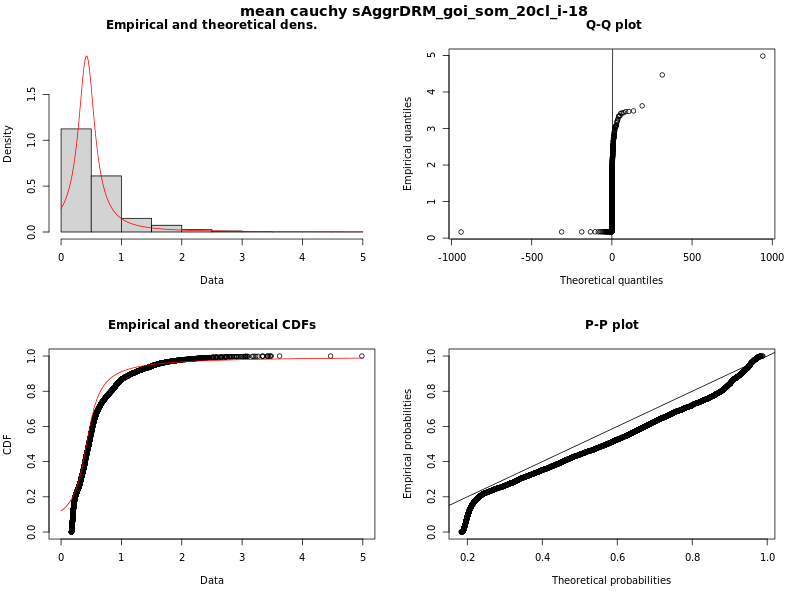 mean cauchy sAggrDRM_goi_som_20cl_i-18
Empirical and theoretical dens.
Density
0.0 0.5 1.0 1.5
0 1 2 3 4 5
Data
Q-Q plot
Empirical quantiles
0 1 2 3 4 5
-1000 -500 0 500 1000
Theoretical quantiles
Empirical and theoretical CDFs
CDF
0.0 0.2 0.4 0.6 0.8 1.0
0 1 2 3 4 5
Data
P-P plot
Empirical probabilities
0.0 0.2 0.4 0.6 0.8 1.0
0.2 0.4 0.6 0.8 1.0
Theoretical probabilities